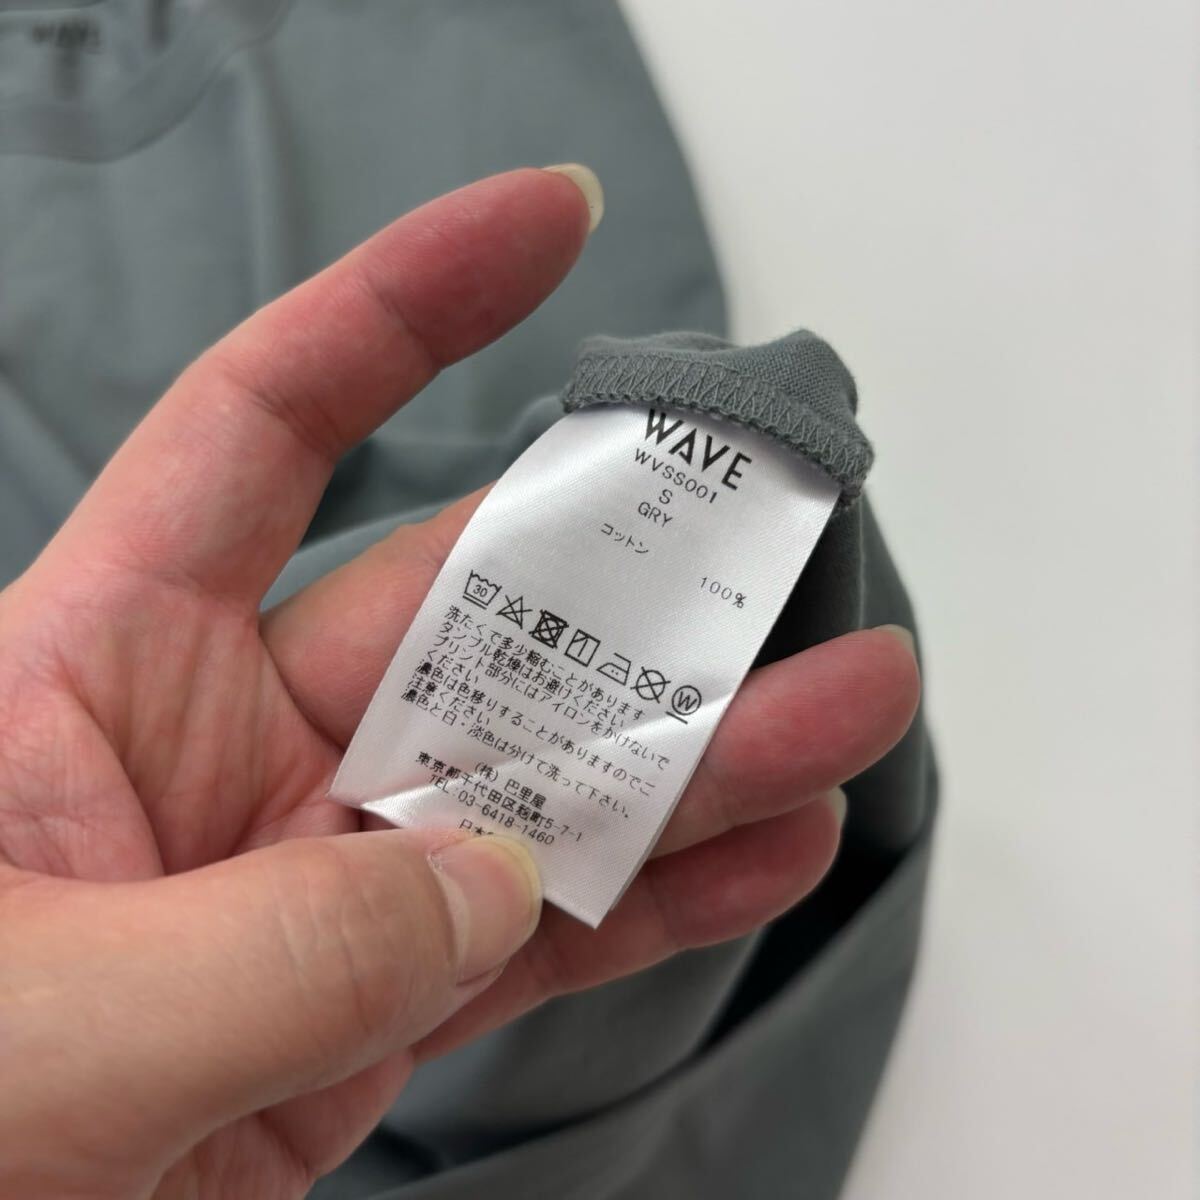 WAVE
WAVE
WVSS001
S
GRY
コットン
100%
30
W
洗たくで多少縮むことがあります
タンブル乾燥はお避けください
プリント部分にはアイロンをかけないで
ください
濃色は色移りすることがありますのでご
注意ください
濃色と白・淡色は分けて洗って下さい。
(株) 巴里屋
東京都千代田区麹町5-7-1
TEL:03-6418-1460
日本